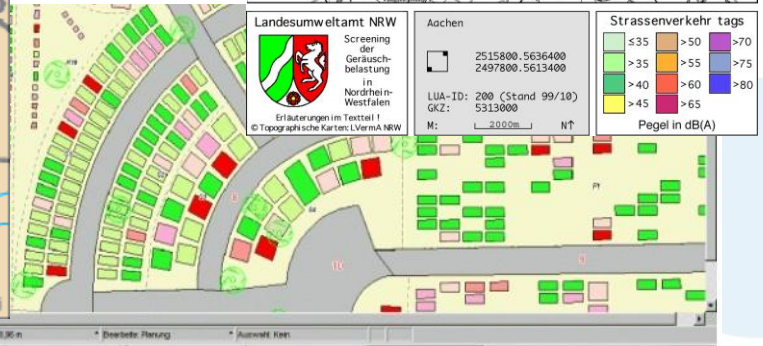 Landesumweltamt NRW
Screening
der
Geräusch-
belastung
in
Nordrhein-
Westfalen
Erläuterungen im Textteil !
© Topographische Karten: LVermA NRW
Aachen
2515800.5636400
2497800.5613400
LUA-ID: 200 (Stand 99/10)
GKZ: 5313000
M: 2000m N↑
Strassenverkehr tags
≤35 >50 >70
>35 >55 >75
>40 >60 >80
>45 >65
Pegel in dB(A)
8
10
9
* Bearbeite: Planung * Auswahl: Kein